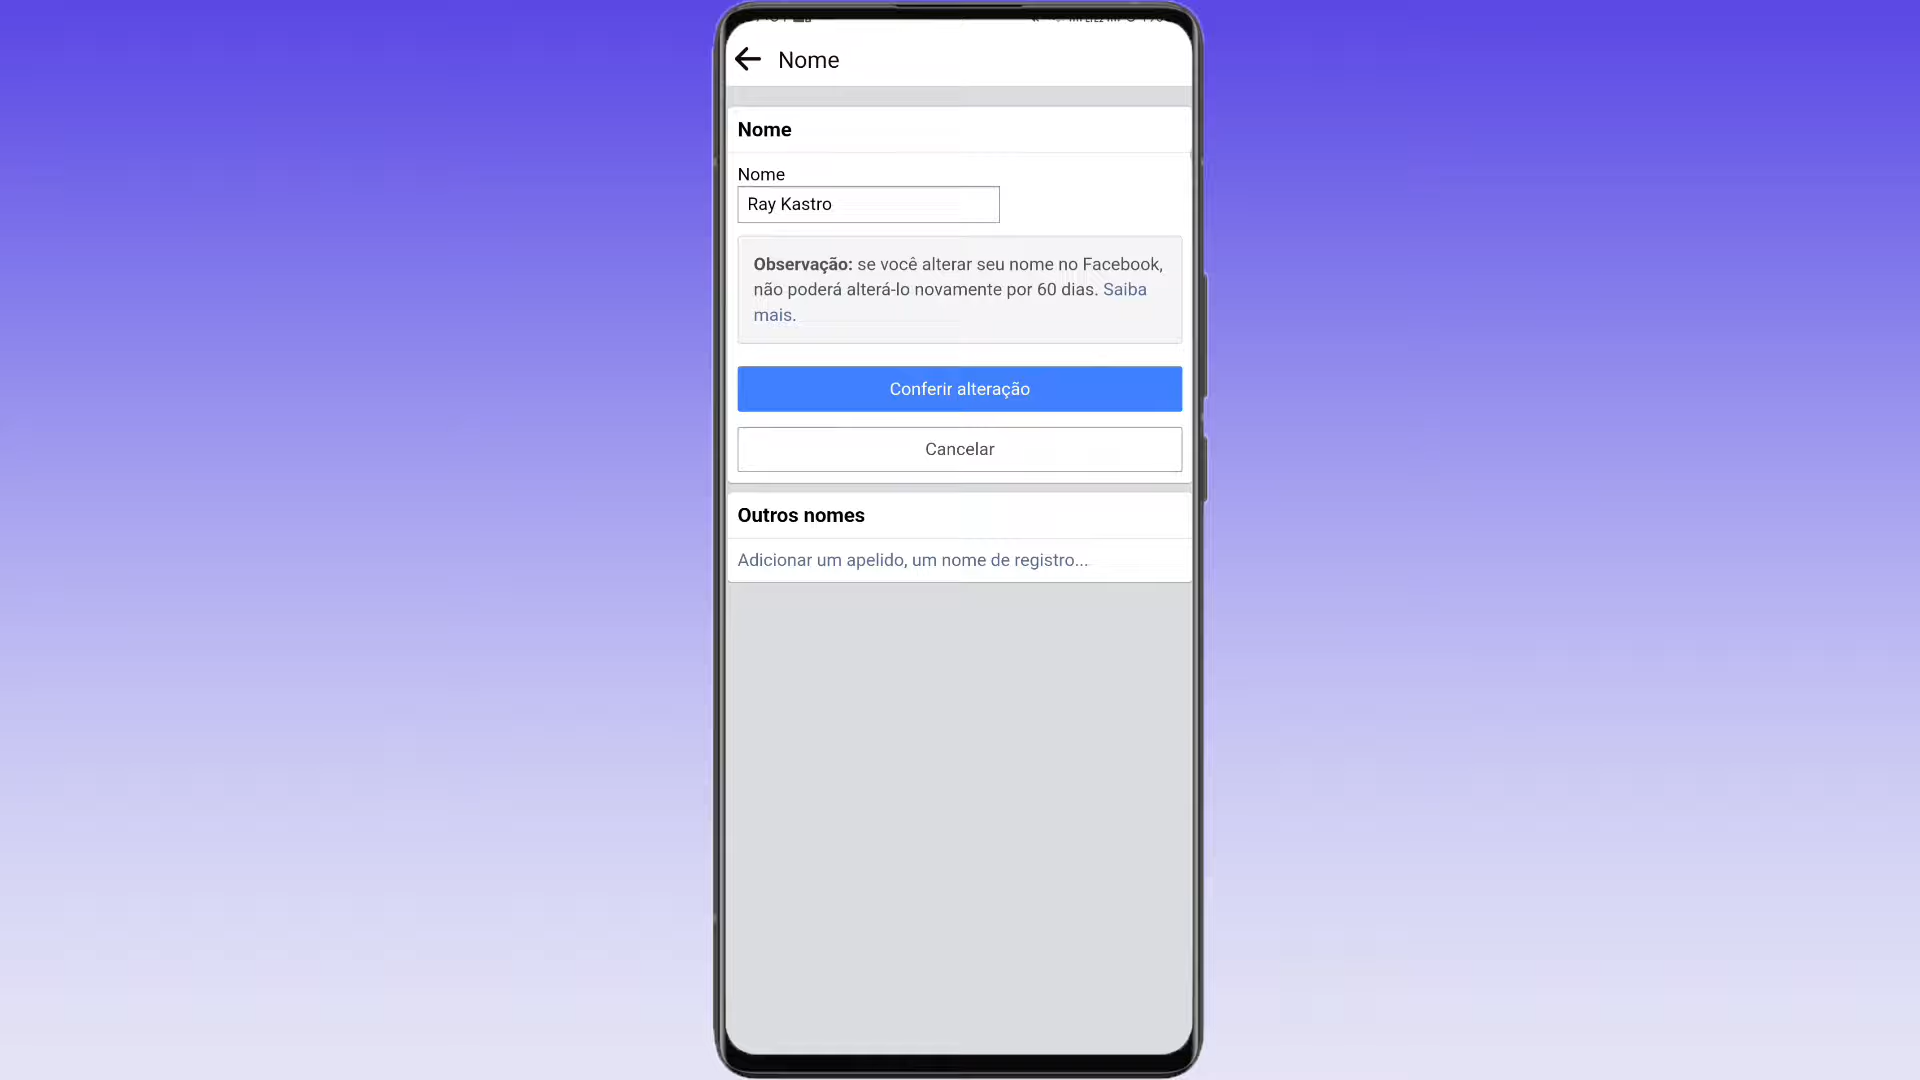 Nome
Nome
Nome
Ray Kastro
Observação: se você alterar seu nome no Facebook,
não poderá alterá-lo novamente por 60 dias. Saiba
mais.
Conferir alteração
Cancelar
Outros nomes
Adicionar um apelido, um nome de registro...